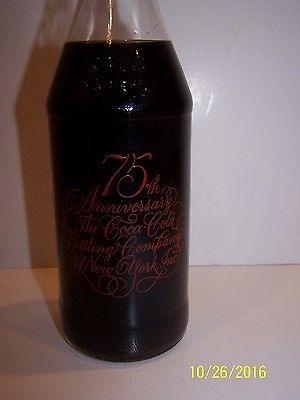 75th
Anniversary
The Coca-Cola
Bottling Company
of New York Inc.
10/26/2016